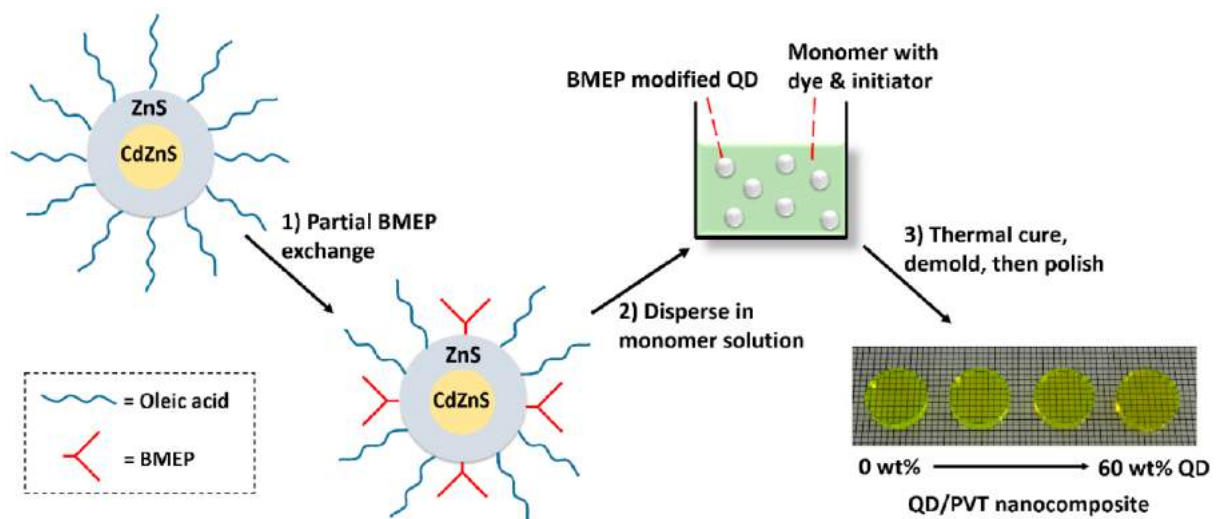 ZnS
CdZnS
1) Partial BMEP
exchange
ZnS
CdZnS
= Oleic acid
= BMEP
BMEP modified QD
Monomer with
dye & initiator
2) Disperse in
monomer solution
3) Thermal cure,
demold, then polish
0 wt%
60 wt% QD
QD/PVT nanocomposite